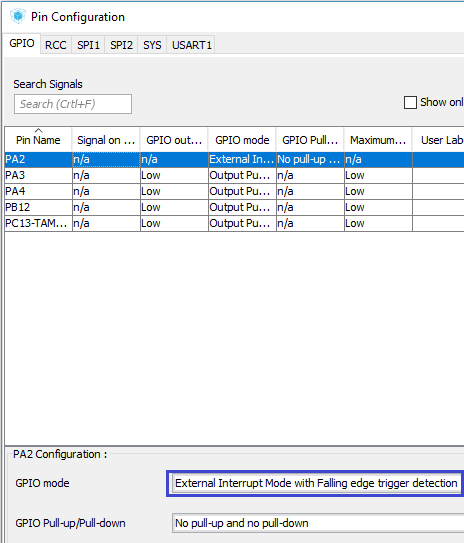 Pin Configuration
GPIO RCC SPI1 SPI2 SYS USART1
Search Signals
Search (Crtl+F)
Show onl
Pin Name Signal on ... GPIO out... GPIO mode GPIO Pull... Maximum... User Lab
PA2 n/a n/a External In... No pull-up ... n/a
PA3 n/a Low Output Pu... n/a Low
PA4 n/a Low Output Pu... n/a Low
PB12 n/a Low Output Pu... n/a Low
PC13-TAM... n/a Low Output Pu... n/a Low
PA2 Configuration :
GPIO mode External Interrupt Mode with Falling edge trigger detection
GPIO Pull-up/Pull-down No pull-up and no pull-down